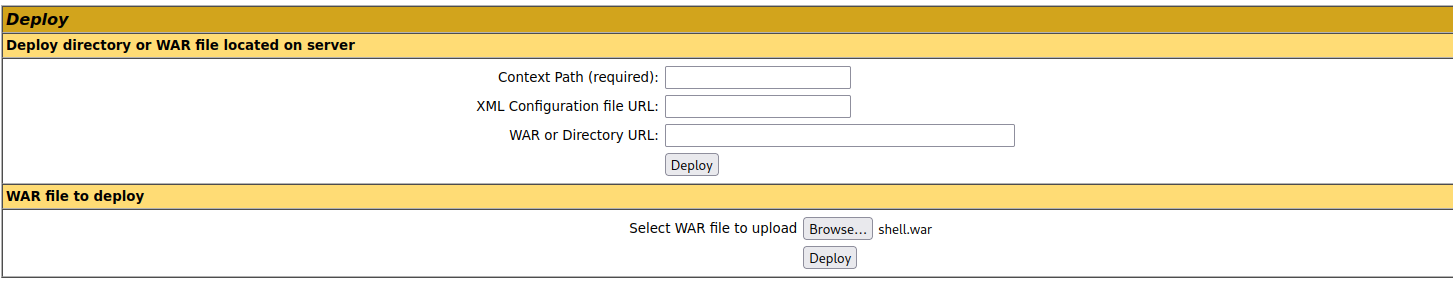 Deploy
Deploy directory or WAR file located on server
Context Path (required):
XML Configuration file URL:
WAR or Directory URL:
Deploy
WAR file to deploy
Select WAR file to upload Browse... shell.war
Deploy